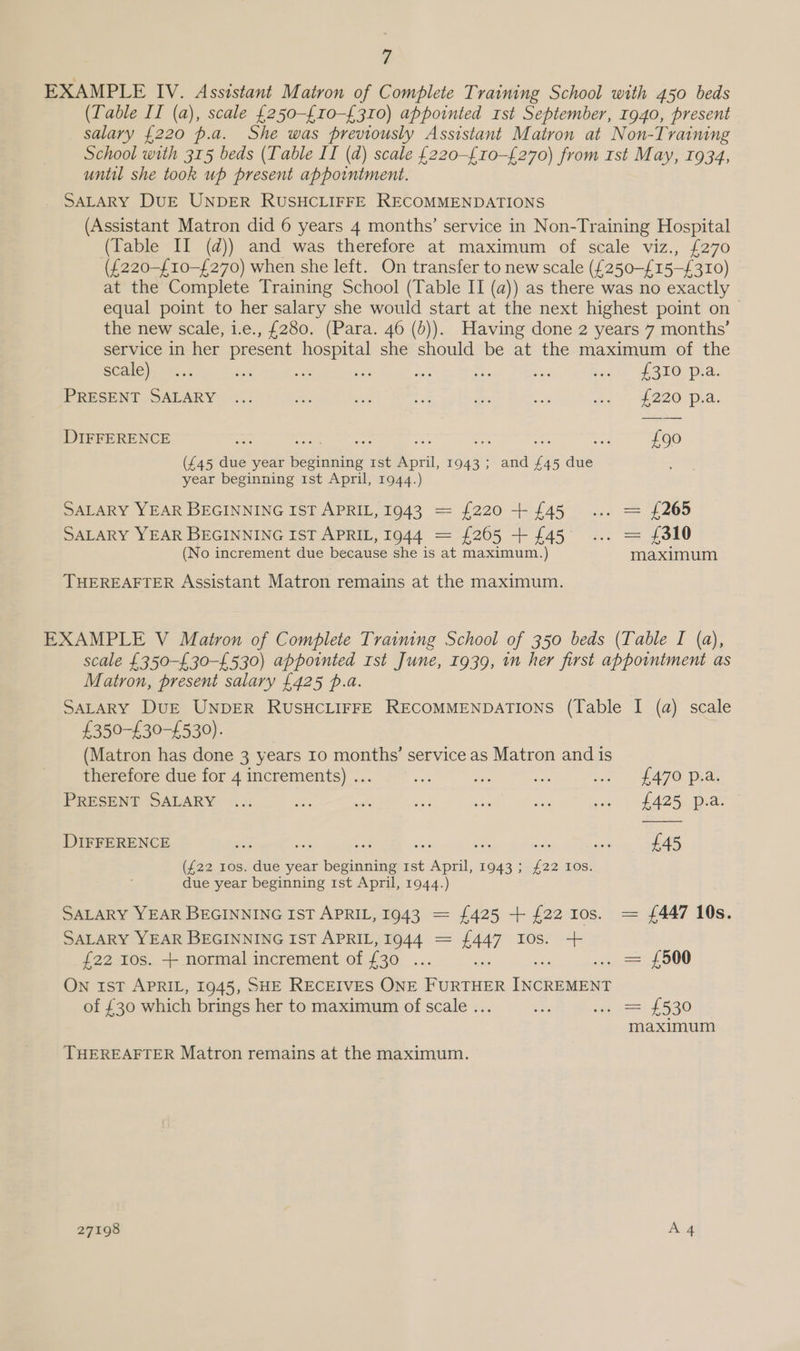 7
EXAMPLE IV. Assistant Matron of Complete Training School with 450 beds
(Table II (a), scale £250–£10–£310) appointed 1st September, 1940, present
salary £220 p.a. She was previously Assistant Matron at Non-Training
School with 315 beds (Table II (d) scale £220–£10–£270) from 1st May, 1934,
until she took up present appointment.
SALARY DUE UNDER RUSHCLIFFE RECOMMENDATIONS
(Assistant Matron did 6 years 4 months' service in Non-Training Hospital
(Table II (d)) and was therefore at maximum of scale viz., £270
(£220–£10–£270) when she left. On transfer to new scale (£250–£15–£310)
at the Complete Training School (Table II (a)) as there was no exactly
equal point to her salary she would start at the next highest point on
the new scale, i.e., £280. (Para. 46 (b)). Having done 2 years 7 months'
service in her present hospital she should be at the maximum of the
scale) ... ... ... ... ... ... ... ... £310 p.a.
PRESENT SALARY ... ... ... ... ... ... ... £220 p.a.
DIFFERENCE ... ... ... ... ... ... ... £90
(£45 due year beginning 1st April, 1943; and £45 due
year beginning 1st April, 1944.)
SALARY YEAR BEGINNING 1ST APRIL, 1943 = £220 + £45 ... = £265
SALARY YEAR BEGINNING 1ST APRIL, 1944 = £265 + £45 ... = £310
(No increment due because she is at maximum.) maximum
THEREAFTER Assistant Matron remains at the maximum.
EXAMPLE V Matron of Complete Training School of 350 beds (Table I (a),
scale £350–£30–£530) appointed 1st June, 1939, in her first appointment as
Matron, present salary £425 p.a.
SALARY DUE UNDER RUSHCLIFFE RECOMMENDATIONS (Table I (a) scale
£350–£30–£530).
(Matron has done 3 years 10 months' service as Matron and is
therefore due for 4 increments) ... ... ... ... ... £470 p.a.
PRESENT SALARY ... ... ... ... ... ... ... £425 p.a.
DIFFERENCE ... ... ... ... ... ... ... £45
(£22 10s. due year beginning 1st April, 1943; £22 10s.
due year beginning 1st April, 1944.)
SALARY YEAR BEGINNING 1ST APRIL, 1943 = £425 + £22 10s. = £447 10s.
SALARY YEAR BEGINNING 1ST APRIL, 1944 = £447 10s. +
£22 10s. + normal increment of £30 ... ... ... ... = £500
ON 1ST APRIL, 1945, SHE RECEIVES ONE FURTHER INCREMENT
of £30 which brings her to maximum of scale ... ... ... = £530
maximum
THEREAFTER Matron remains at the maximum.
27198 A 4